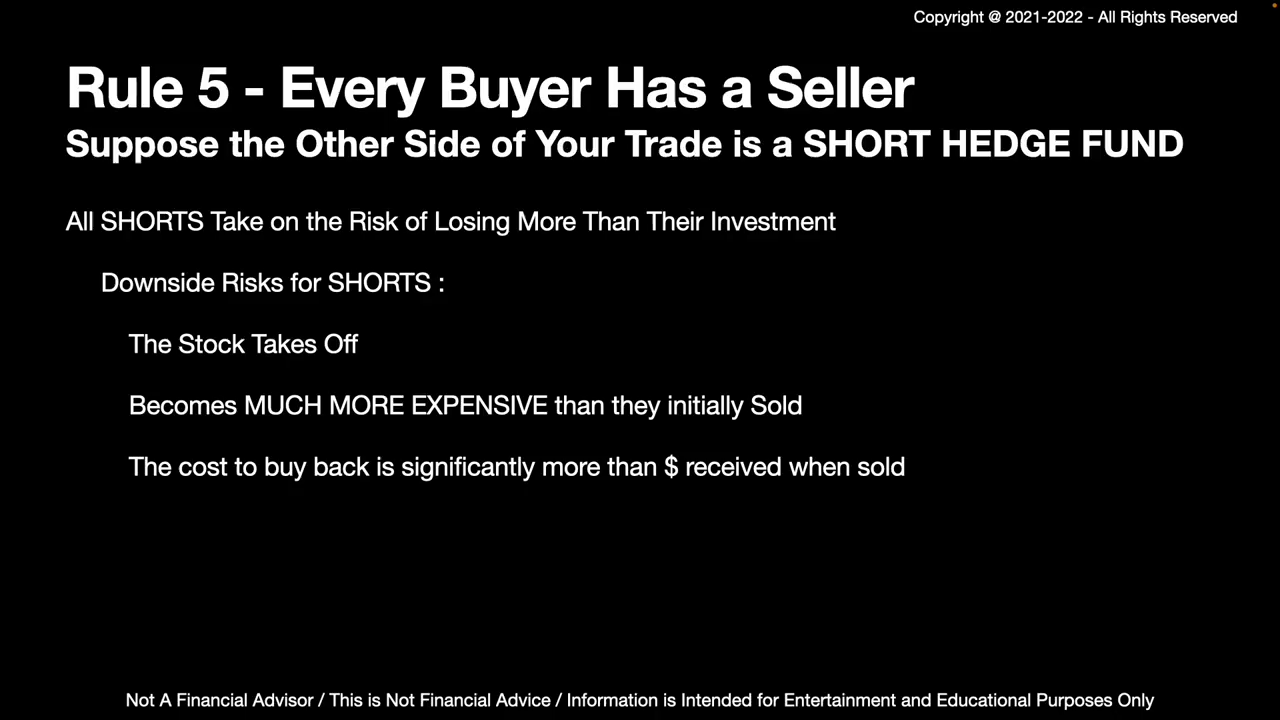 Copyright @ 2021-2022 - All Rights Reserved
Rule 5 - Every Buyer Has a Seller
Suppose the Other Side of Your Trade is a SHORT HEDGE FUND
All SHORTS Take on the Risk of Losing More Than Their Investment
Downside Risks for SHORTS :
The Stock Takes Off
Becomes MUCH MORE EXPENSIVE than they initially Sold
The cost to buy back is significantly more than $ received when sold
Not A Financial Advisor / This is Not Financial Advice / Information is Intended for Entertainment and Educational Purposes Only